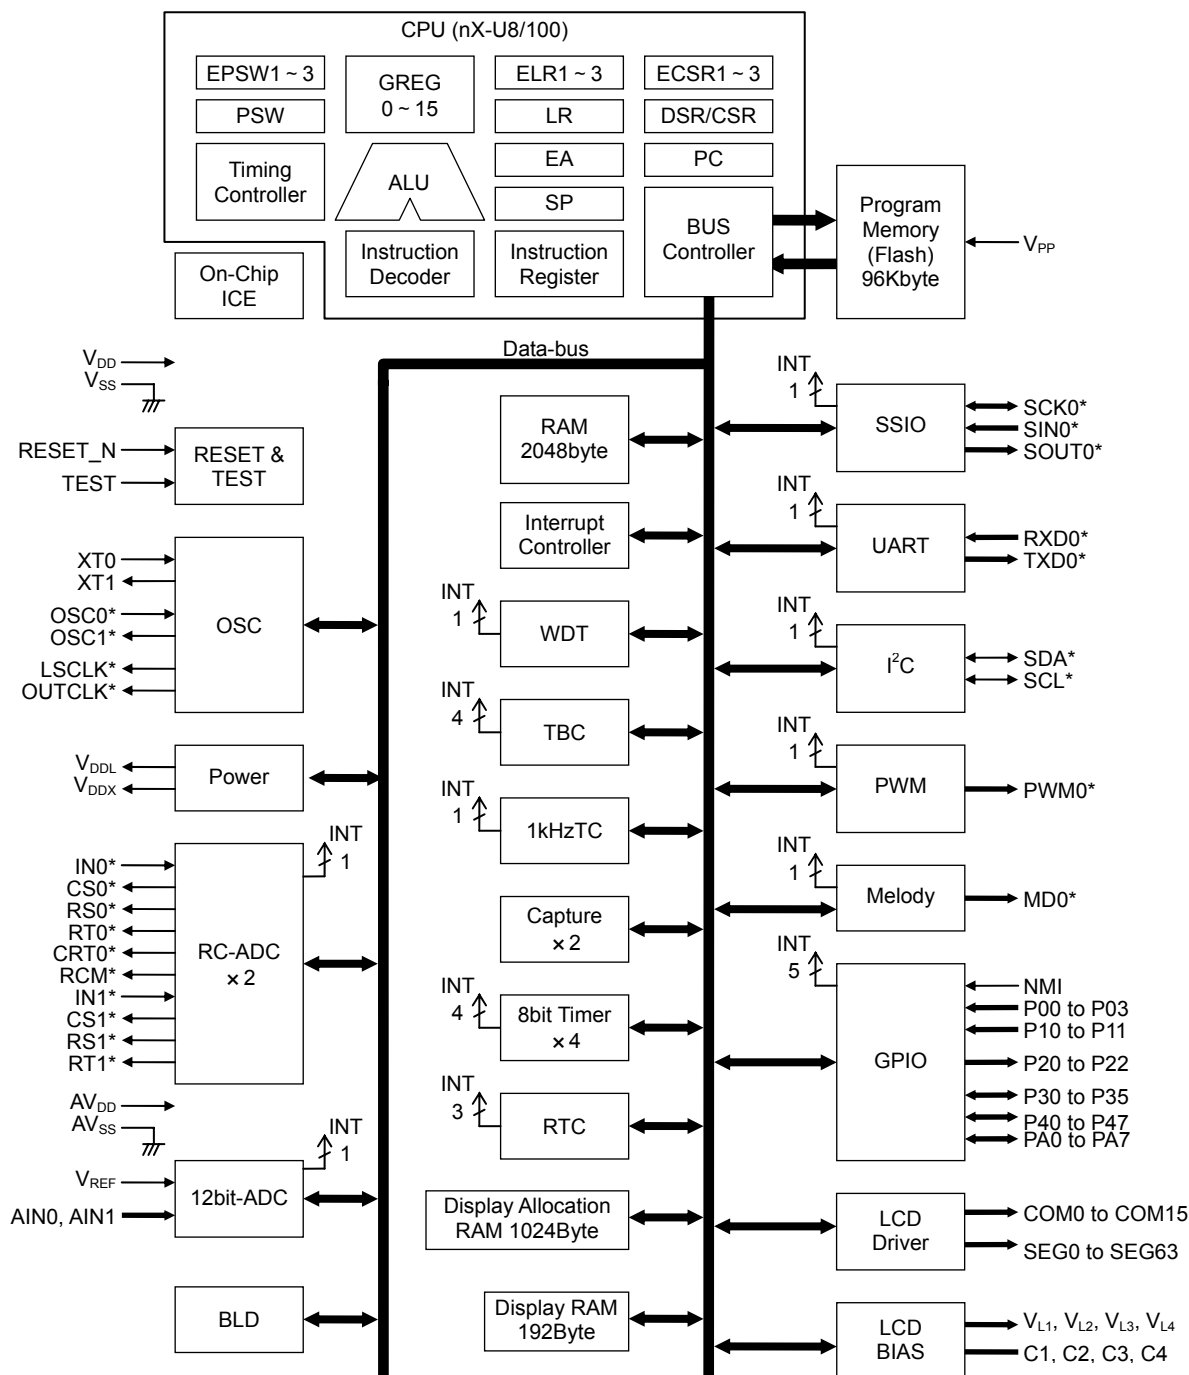 CPU (nX-U8/100)
EPSW1 ~ 3
GREG
0 ~ 15
ELR1 ~ 3
ECSR1 ~ 3
PSW
LR
DSR/CSR
Timing
Controller
ALU
EA
PC
SP
BUS
Controller
Instruction
Decoder
Instruction
Register
On-Chip
ICE
Program
Memory
(Flash)
96Kbyte
VPP
Data-bus
VDD
VSS
RESET_N
TEST
RESET &
TEST
XT0
XT1
OSC0*
OSC1*
LSCLK*
OUTCLK*
OSC
VDDL
VDDX
Power
IN0*
CS0*
RS0*
RT0*
CRT0*
RCM*
IN1*
CS1*
RS1*
RT1*
RC-ADC
× 2
INT
1
AVDD
AVSS
VREF
AIN0, AIN1
12bit-ADC
INT
1
BLD
RAM
2048byte
Interrupt
Controller
INT
1
WDT
INT
4
TBC
INT
1
1kHzTC
Capture
× 2
INT
4
8bit Timer
× 4
INT
3
RTC
Display Allocation
RAM 1024Byte
Display RAM
192Byte
INT
1
SSIO
SCK0*
SIN0*
SOUT0*
INT
1
UART
RXD0*
TXD0*
INT
1
I²C
SDA*
SCL*
INT
1
PWM
PWM0*
INT
1
Melody
MD0*
INT
5
GPIO
NMI
P00 to P03
P10 to P11
P20 to P22
P30 to P35
P40 to P47
PA0 to PA7
LCD
Driver
COM0 to COM15
SEG0 to SEG63
LCD
BIAS
VL1, VL2, VL3, VL4
C1, C2, C3, C4